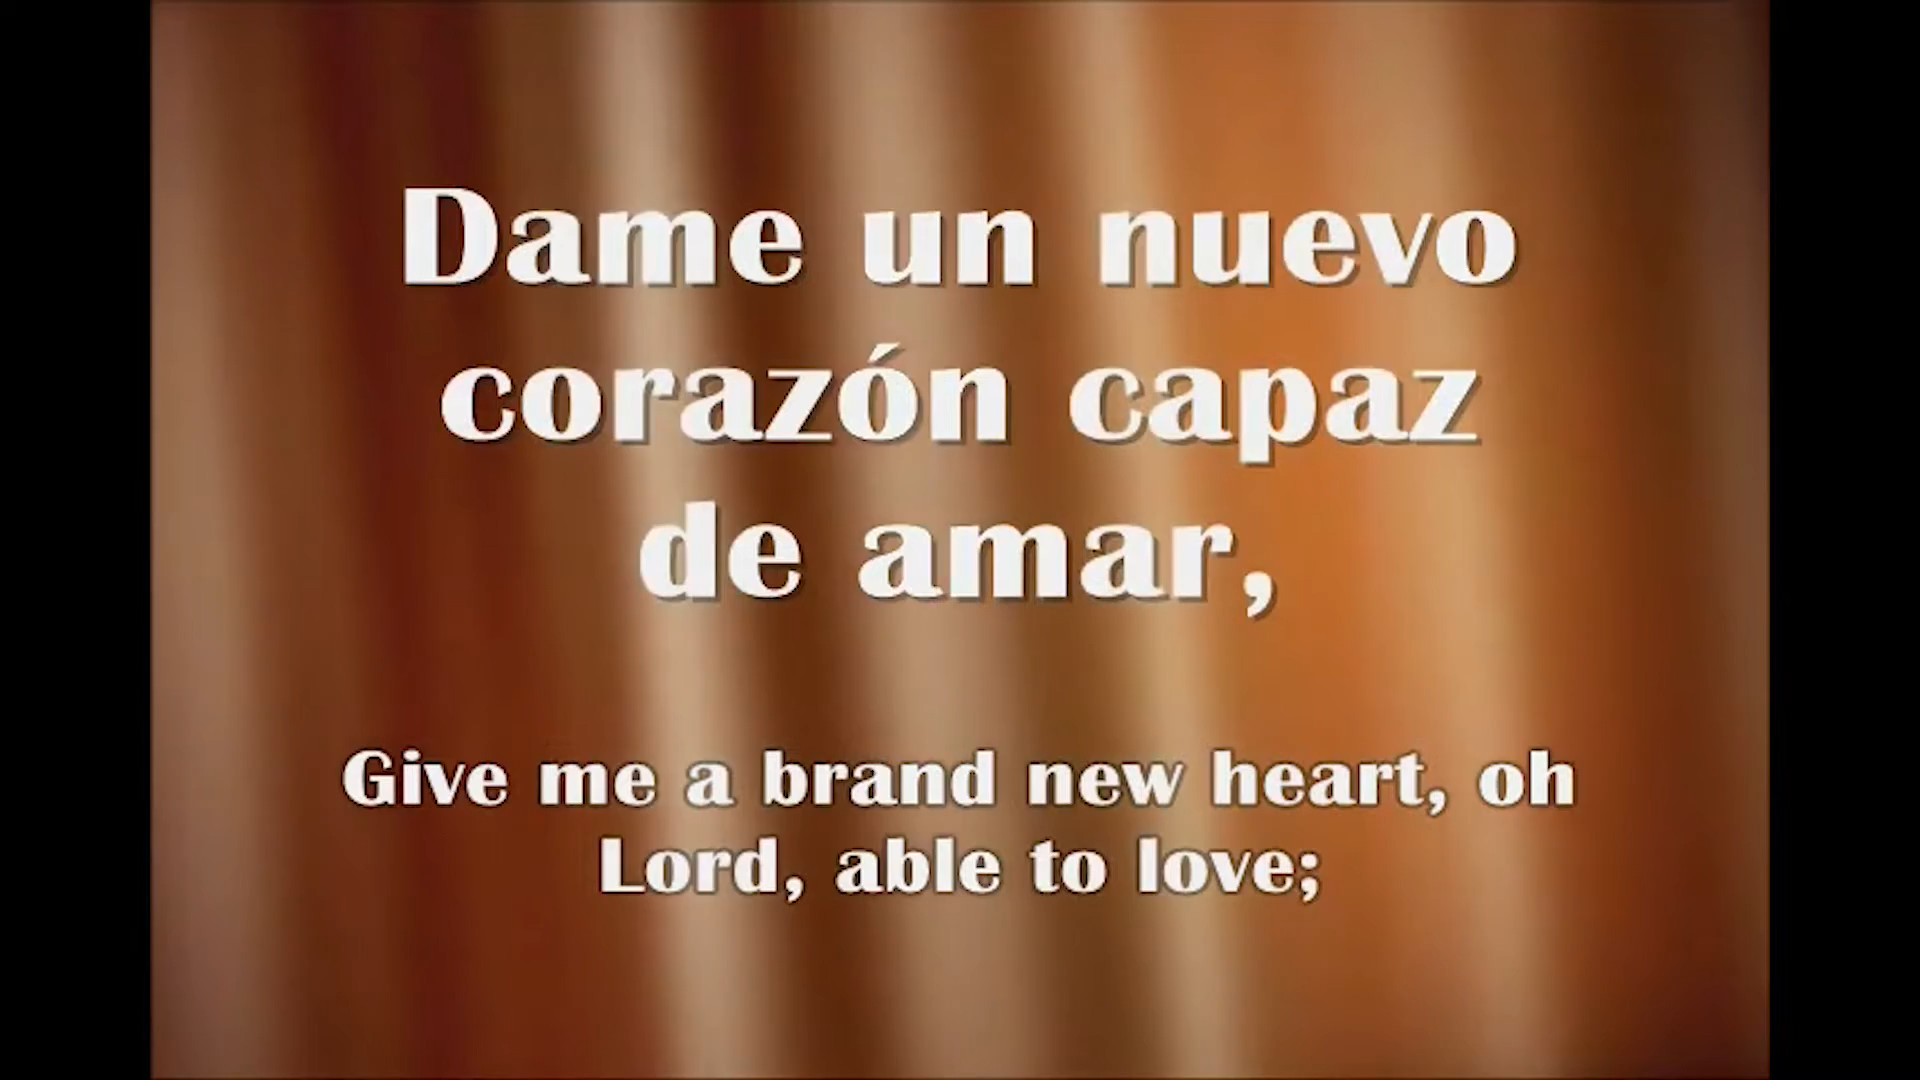 Dame un nuevo
corazón capaz
de amar,
Give me a brand new heart, oh
Lord, able to love;